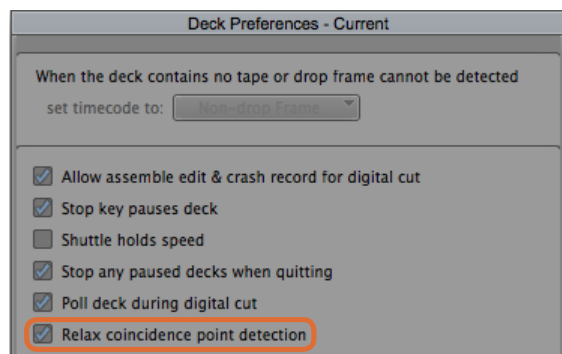 Deck Preferences - Current
When the deck contains no tape or drop frame cannot be detected
set timecode to: Non-drop Frame
Allow assemble edit & crash record for digital cut
Stop key pauses deck
Shuttle holds speed
Stop any paused decks when quitting
Poll deck during digital cut
Relax coincidence point detection